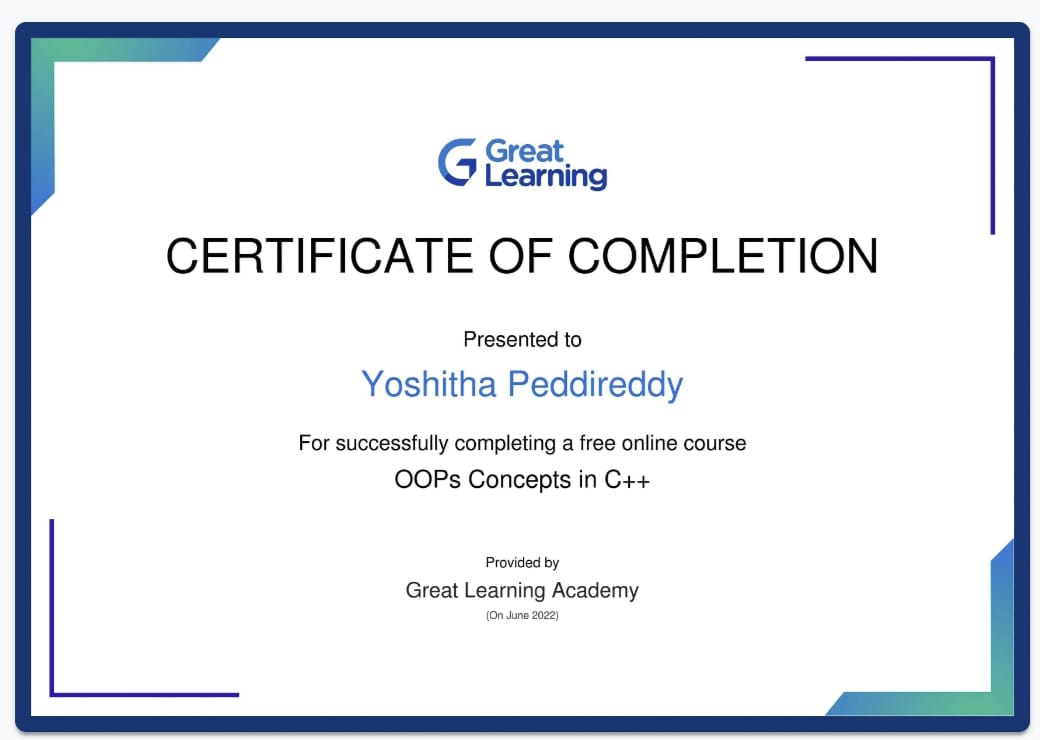 Great
Learning
CERTIFICATE OF COMPLETION
Presented to
Yoshitha Peddireddy
For successfully completing a free online course
OOPs Concepts in C++
Provided by
Great Learning Academy
(On June 2022)